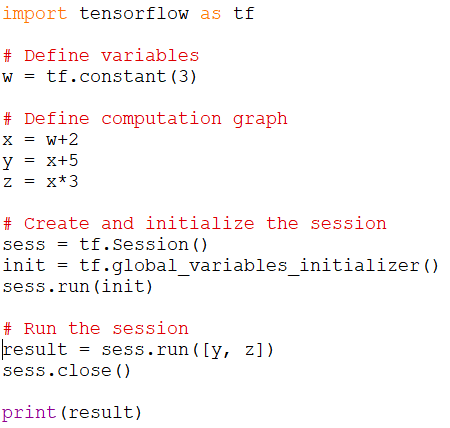 import tensorflow as tf
# Define variables
w = tf.constant(3)
# Define computation graph
x = w+2
y = x+5
z = x*3
# Create and initialize the session
sess = tf.Session()
init = tf.global_variables_initializer()
sess.run(init)
# Run the session
result = sess.run([y, z])
sess.close()
print(result)